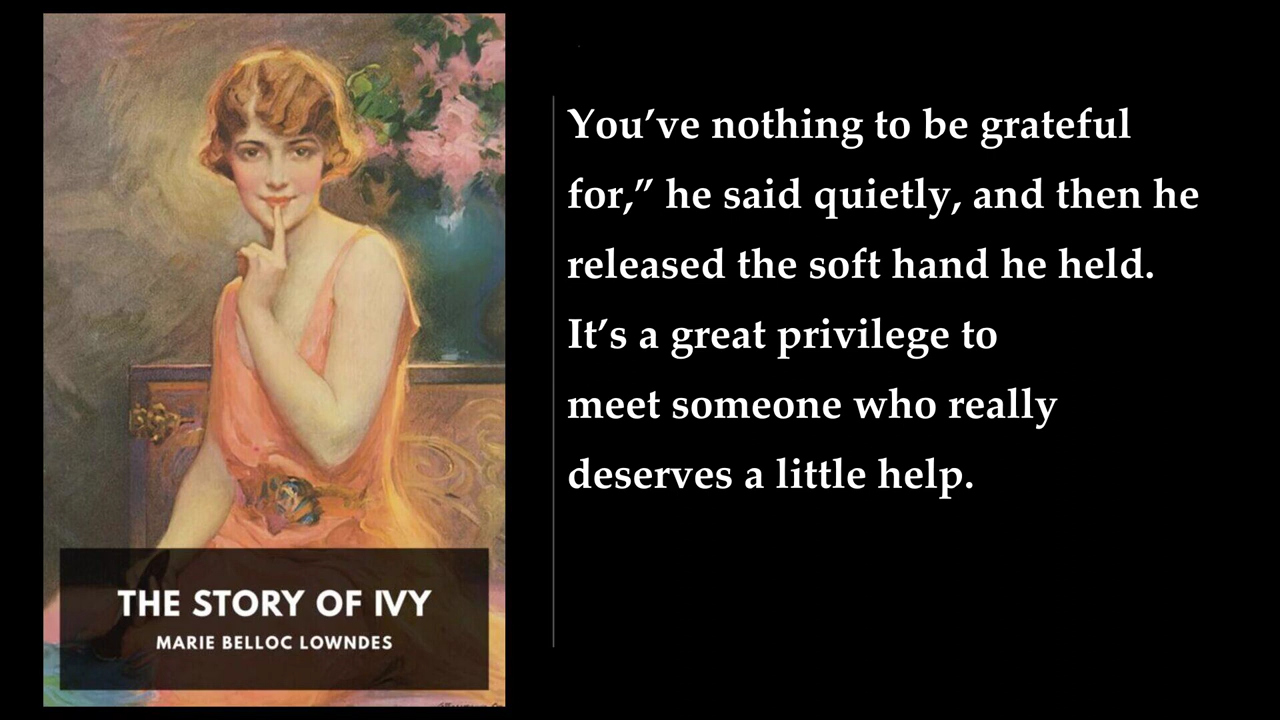 THE STORY OF IVY
MARIE BELLOC LOWNDES
You’ve nothing to be grateful
for,” he said quietly, and then he
released the soft hand he held.
It’s a great privilege to
meet someone who really
deserves a little help.